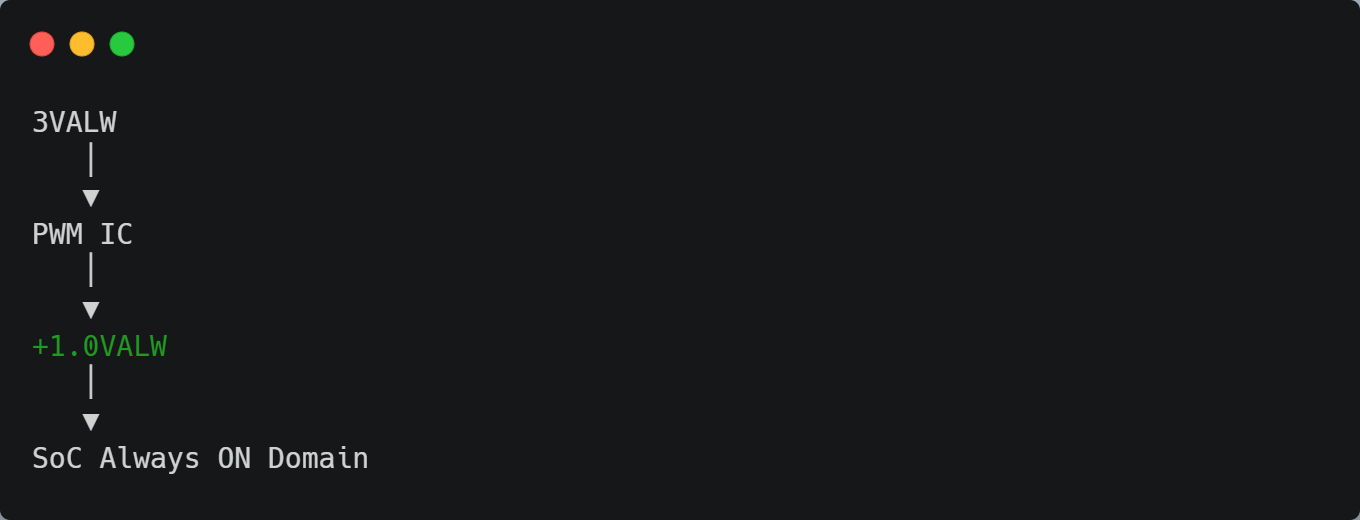 3VALW
│
▼
PWM IC
│
▼
+1.0VALW
│
▼
SoC Always ON Domain